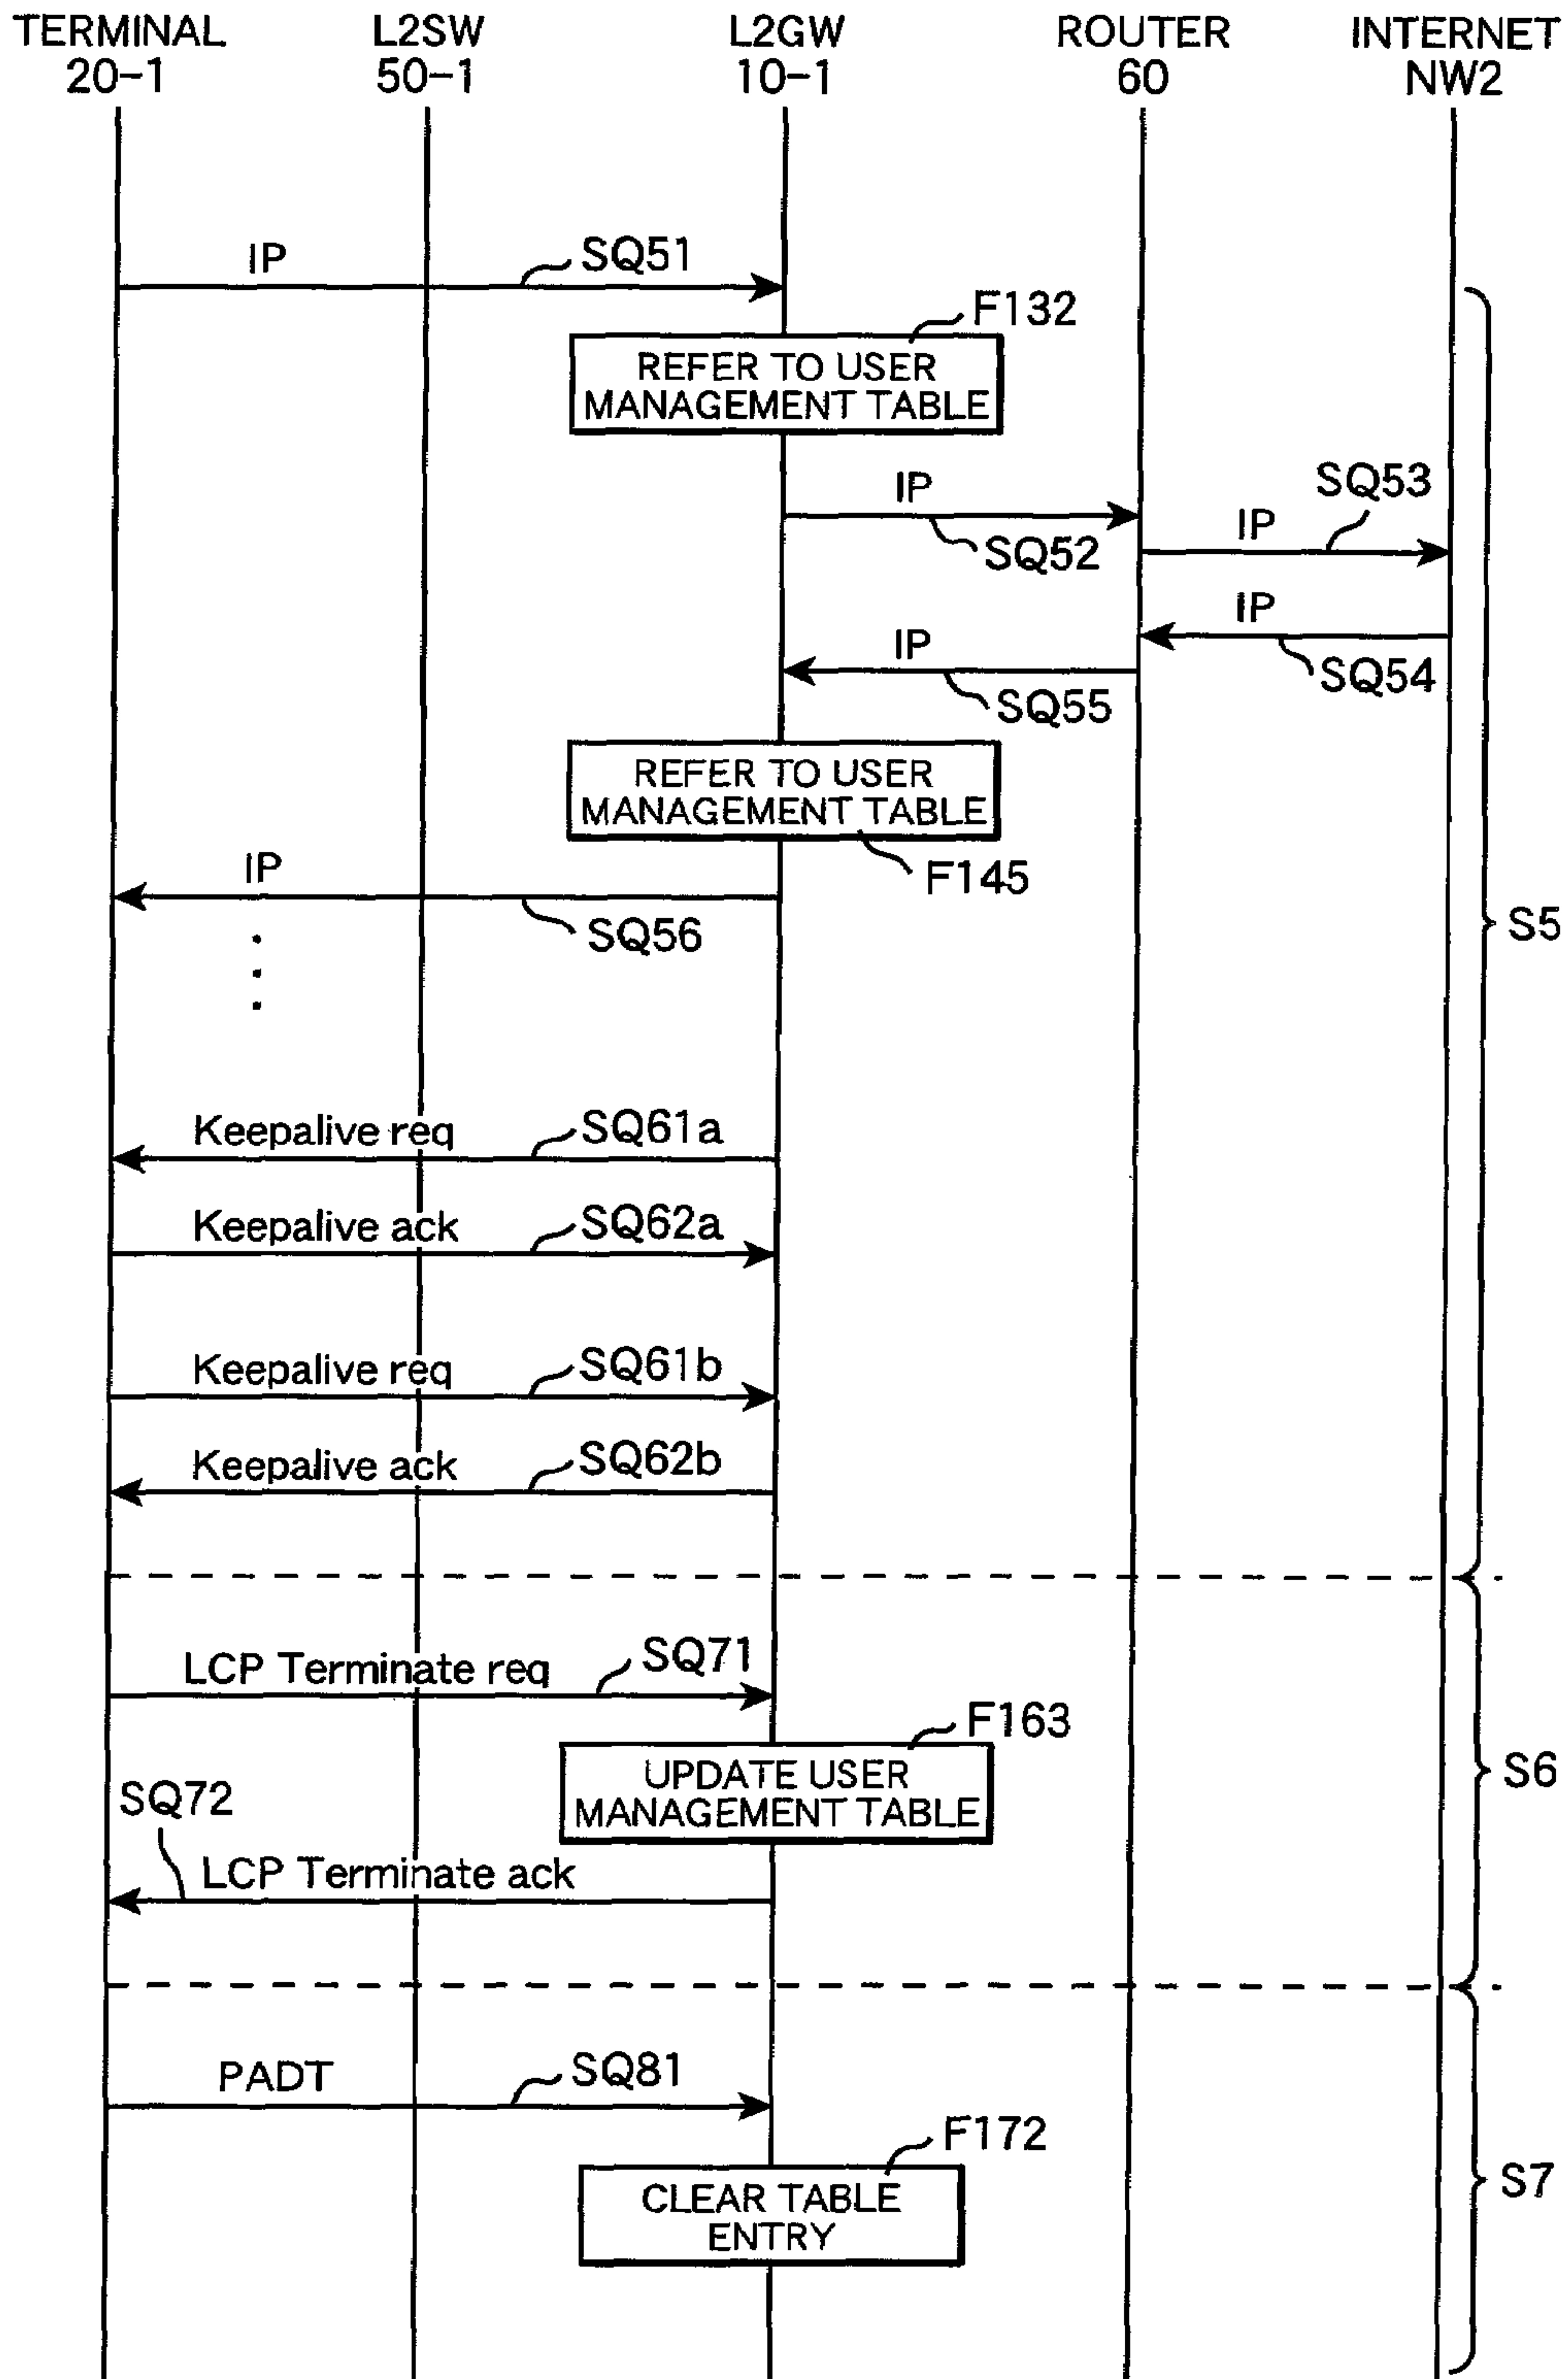 TERMINAL L2SW L2GW ROUTER INTERNET
20-1 50-1 10-1 60 NW2
IP SQ51
F132
REFER TO USER
MANAGEMENT TABLE
IP SQ52
IP SQ53
IP SQ54
IP SQ55
REFER TO USER
MANAGEMENT TABLE
F145
IP
SQ56
S5
Keepalive req SQ61a
Keepalive ack SQ62a
Keepalive req SQ61b
Keepalive ack SQ62b
LCP Terminate req SQ71
F163
UPDATE USER
MANAGEMENT TABLE
S6
SQ72
LCP Terminate ack
PADT SQ81
F172
CLEAR TABLE
ENTRY
S7